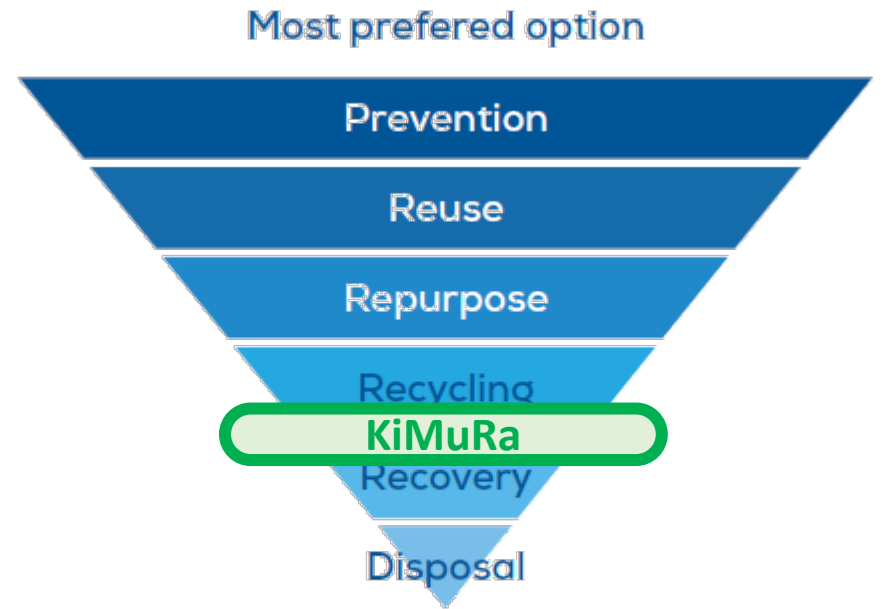 Most prefered option
Prevention
Reuse
Repurpose
Recycling
KiMuRa
Recovery
Disposal